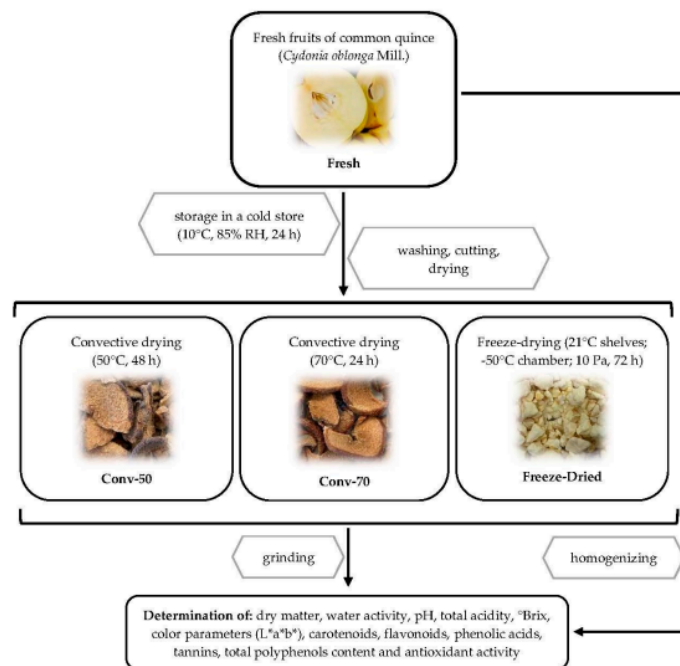 Fresh fruits of common quince
(Cydonia oblonga Mill.)
Fresh
storage in a cold store
(10°C, 85% RH, 24 h)
washing, cutting,
drying
Convective drying
(50°C, 48 h)
Conv-50
Convective drying
(70°C, 24 h)
Conv-70
Freeze-drying (21°C shelves;
-50°C chamber; 10 Pa, 72 h)
Freeze-Dried
grinding
homogenizing
Determination of: dry matter, water activity, pH, total acidity, °Brix,
color parameters (L*a*b*), carotenoids, flavonoids, phenolic acids,
tannins, total polyphenols content and antioxidant activity